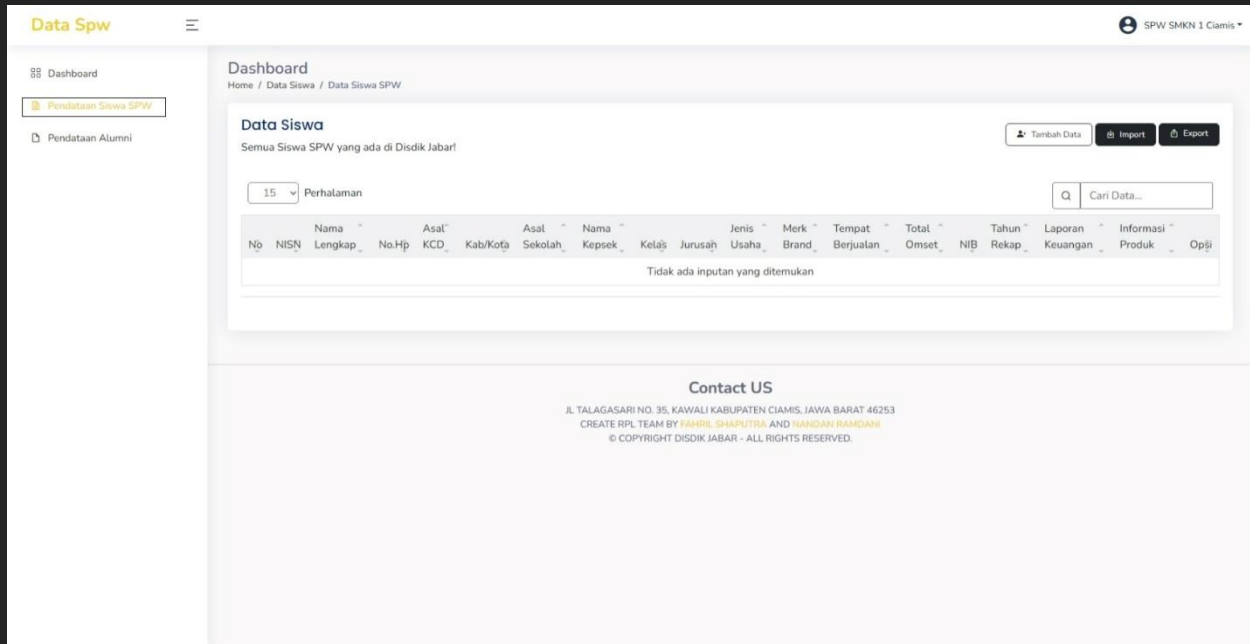 Data Spw
SPW SMKN 1 Ciamis
Dashboard
Pendataan Siswa SPW
Pendataan Alumni
Dashboard
Home / Data Siswa / Data Siswa SPW
Data Siswa
Semua Siswa SPW yang ada di Disdik Jabar!
Tambah Data Import Export
15 Perhalaman
Cari Data...
No NISN Nama Lengkap No.Hp Asal KCD Kab/Kota Asal Sekolah Nama Kepsek Kelas Jurusan Jenis Usaha Merk Brand Tempat Berjualan Total Omset NIB Tahun Rekap Laporan Keuangan Informasi Produk Opsi
Tidak ada inputan yang ditemukan
Contact US
JL TALAGASARI NO. 35, KAWALI KABUPATEN CIAMIS, JAWA BARAT 46253
CREATE RPL TEAM BY FAHRIL SHAPUTRA AND NANDAN RAMDANI
© COPYRIGHT DISDIK JABAR - ALL RIGHTS RESERVED.